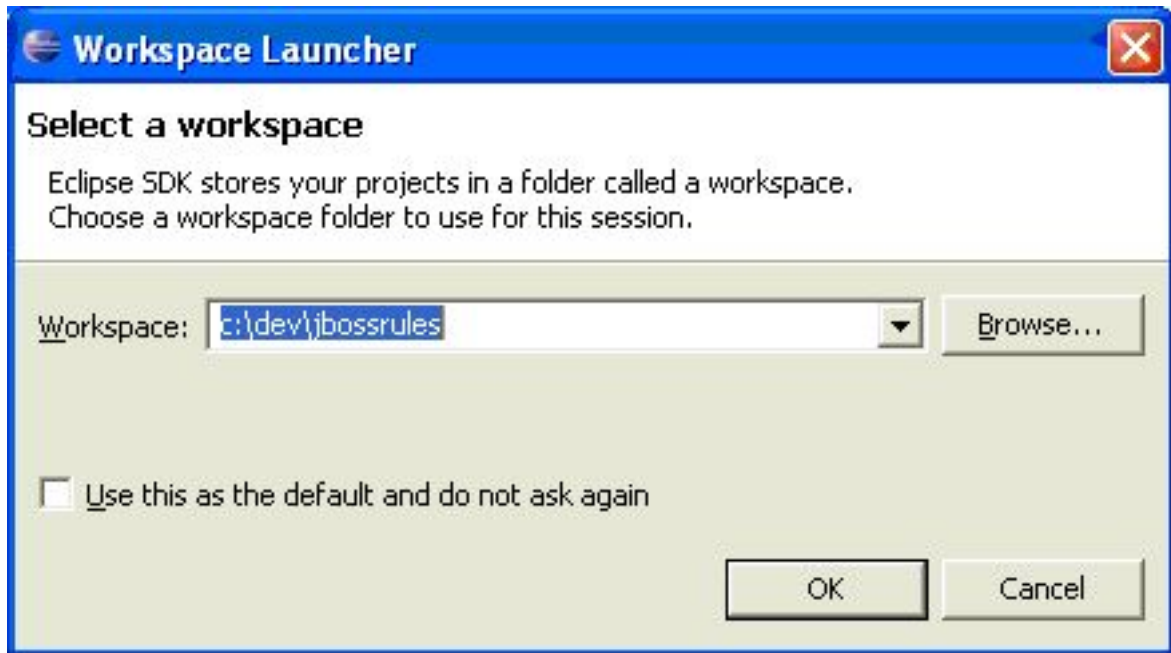 Workspace Launcher
Select a workspace
Eclipse SDK stores your projects in a folder called a workspace.
Choose a workspace folder to use for this session.
Workspace: c:\dev\jbossrules Browse...
Use this as the default and do not ask again
OK Cancel